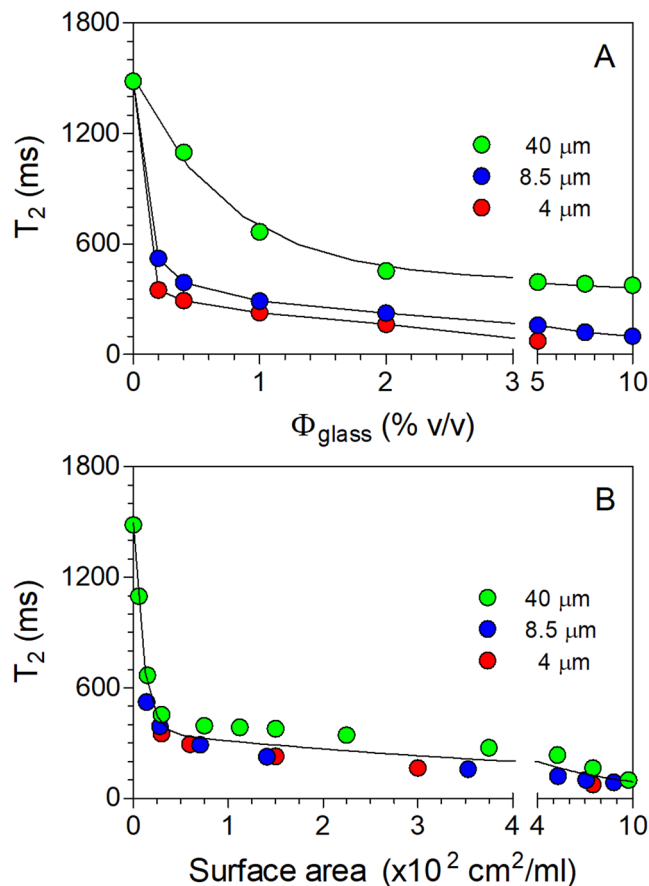 1800
A
1200
40 μm
8.5 μm
4 μm
T₂ (ms)
600
0
0 1 2 3 5 10
Φglass (% v/v)
1800
B
1200
40 μm
8.5 μm
4 μm
T₂ (ms)
600
0
0 1 2 3 4 4 10
Surface area (x10² cm²/ml)